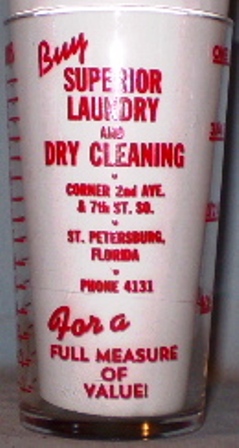 Buy
SUPERIOR
LAUNDRY
AND
DRY CLEANING
CORNER 2nd AVE.
& 7th ST. SO.
ST. PETERSBURG,
FLORIDA
PHONE 4131
For a
FULL MEASURE
OF
VALUE!